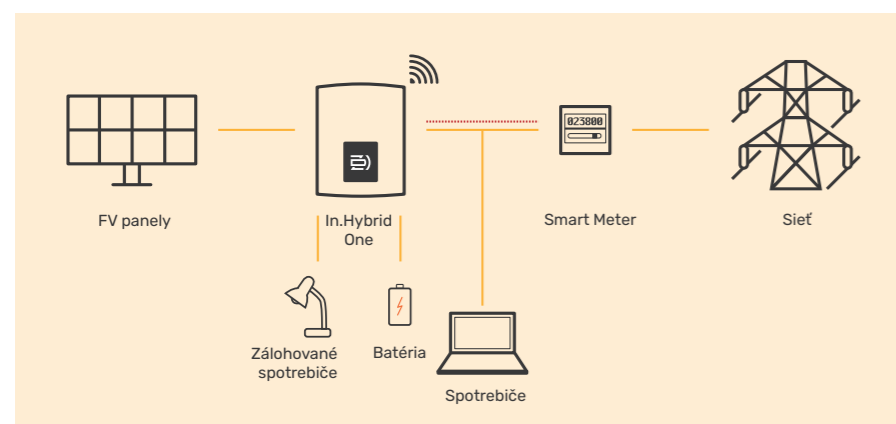 023800
FV panely
In.Hybrid
One
Smart Meter
Sieť
Zálohované
spotrebiče
Batéria
Spotrebiče